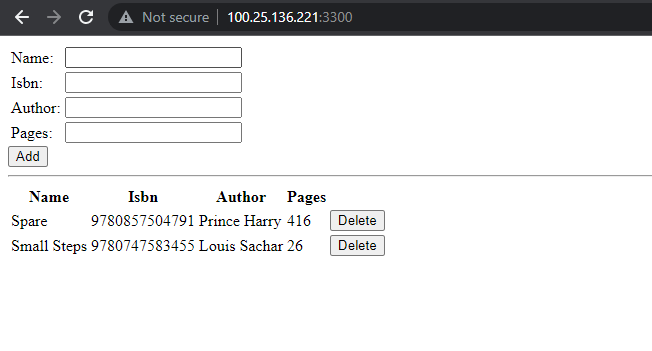 Not secure | 100.25.136.221:3300
Name:
Isbn:
Author:
Pages:
Add
Name Isbn Author Pages
Spare 9780857504791 Prince Harry 416 Delete
Small Steps 9780747583455 Louis Sachar 26 Delete